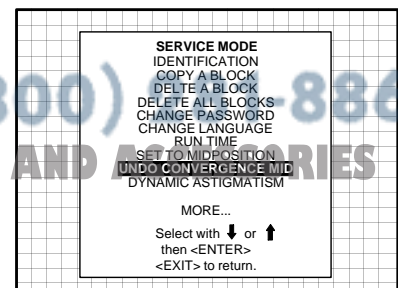 SERVICE MODE
IDENTIFICATION
COPY A BLOCK
DELTE A BLOCK
DELETE ALL BLOCKS
CHANGE PASSWORD
CHANGE LANGUAGE
RUN TIME
SET TO MIDPOSITION
UNDO CONVERGENCE MID
DYNAMIC ASTIGMATISM
MORE...
Select with ⬇ or ⬆
then <ENTER>
<EXIT> to return.